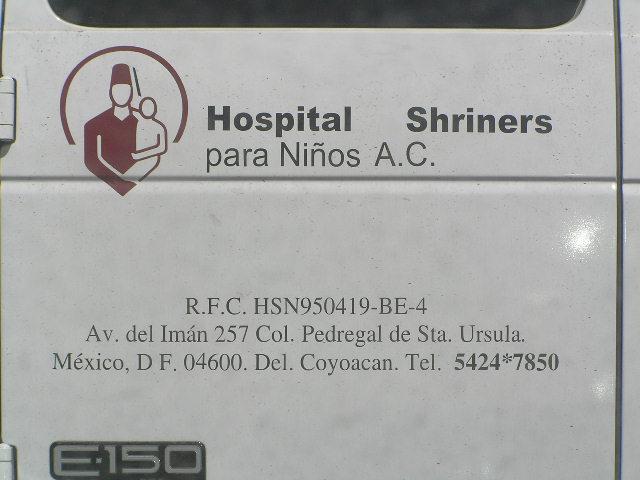 Hospital Shriners
para Niños A.C.
R.F.C. HSN950419-BE-4
Av. del Imán 257 Col. Pedregal de Sta. Ursula.
México, D F. 04600. Del. Coyoacan. Tel. 5424*7850
E-150